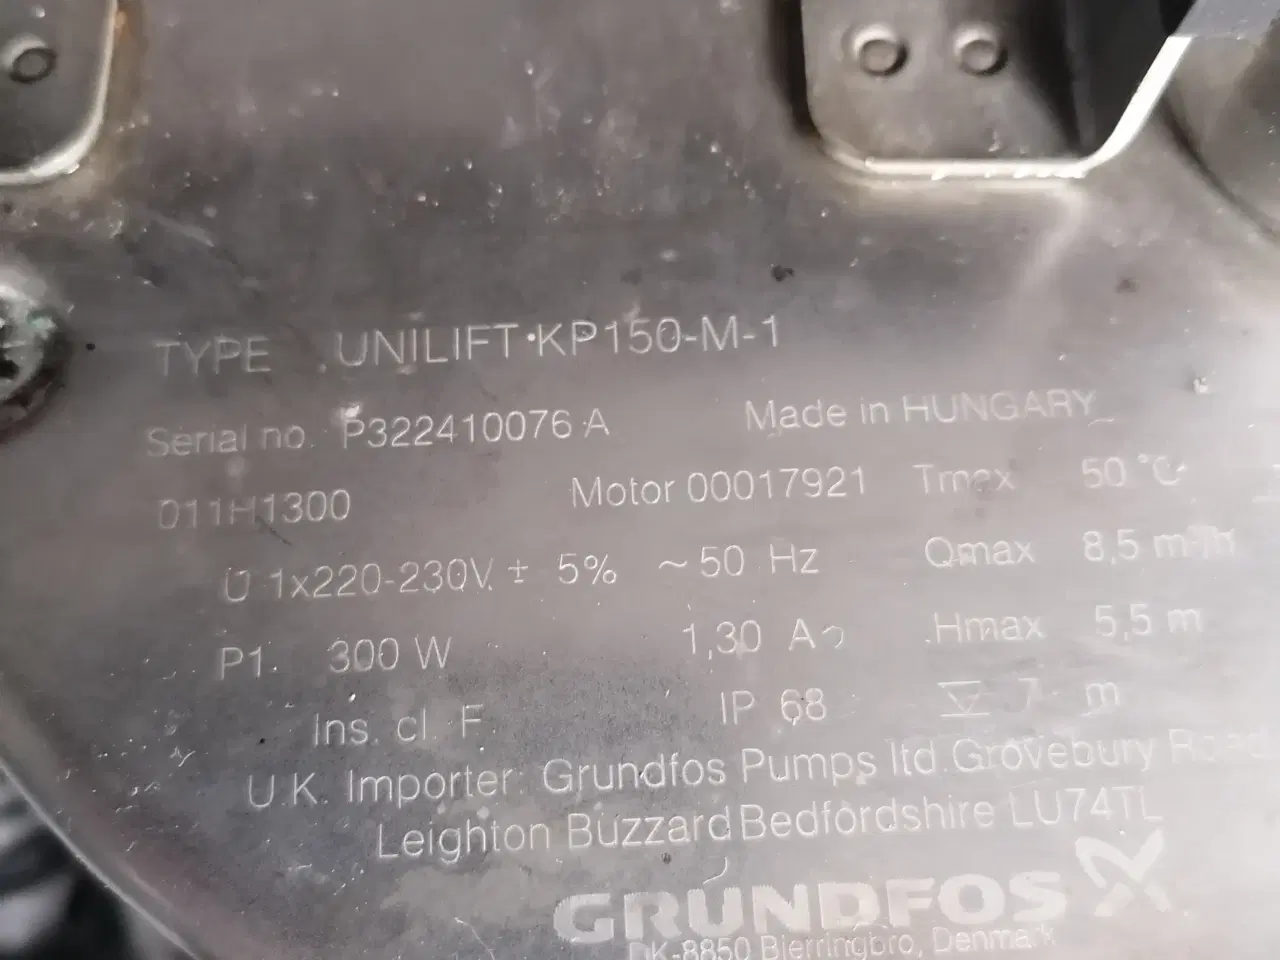 TYPE UNILIFT·KP150-M-1
Serial no. P322410076 A Made in HUNGARY
011H1300 Motor 00017921 Tmax 50 °C
U 1x220-230V ± 5% ~50 Hz Qmax 8,5 m³/h
P1. 300 W 1,30 A Hmax 5,5 m
Ins. cl. F IP 68 7 m
U.K. Importer: Grundfos Pumps ltd. Grovebury Road
Leighton Buzzard Bedfordshire LU74TL
GRUNDFOS
DK-8850 Bjerringbro, Denmark